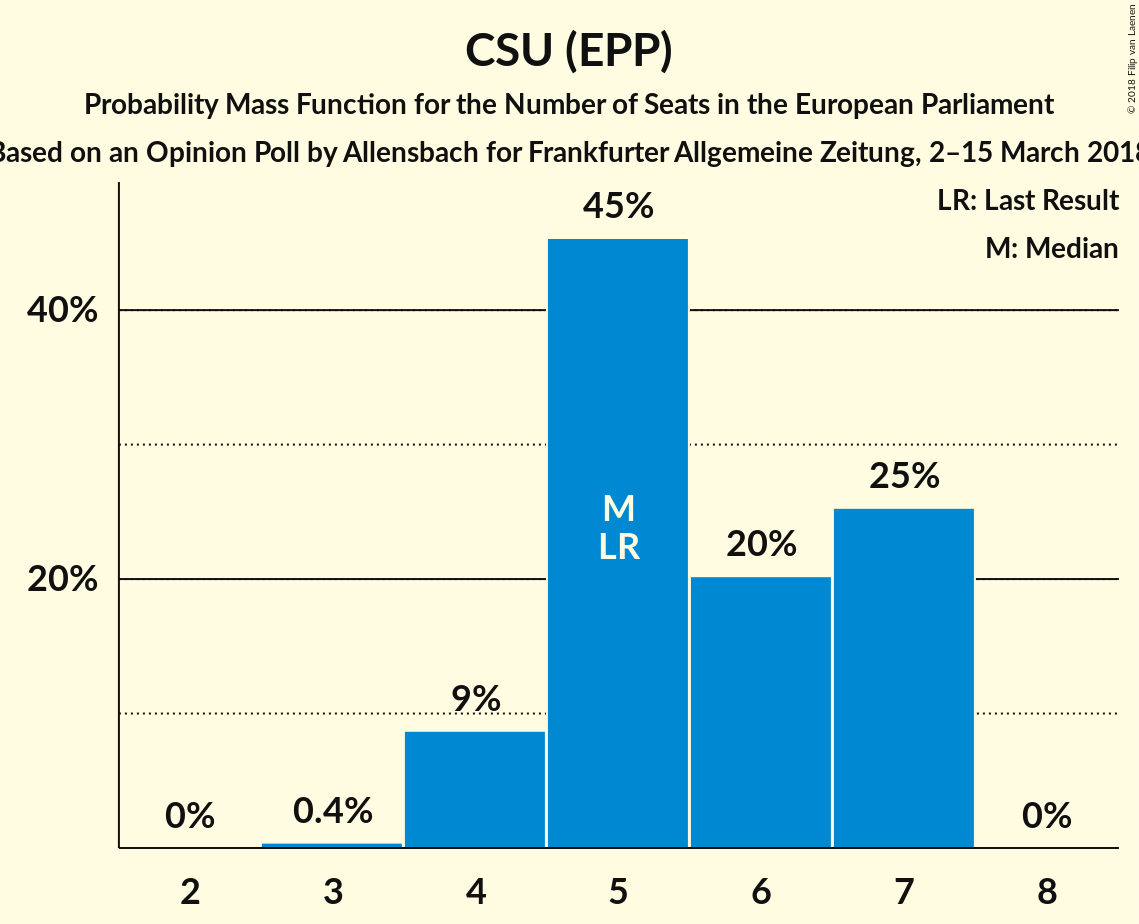 CSU (EPP)
Probability Mass Function for the Number of Seats in the European Parliament
Based on an Opinion Poll by Allensbach for Frankfurter Allgemeine Zeitung, 2–15 March 2018
© 2018 Filip van Laenen
LR: Last Result
M: Median
40%
20%
0%
0.4%
9%
45%
M
LR
20%
25%
0%
2 3 4 5 6 7 8